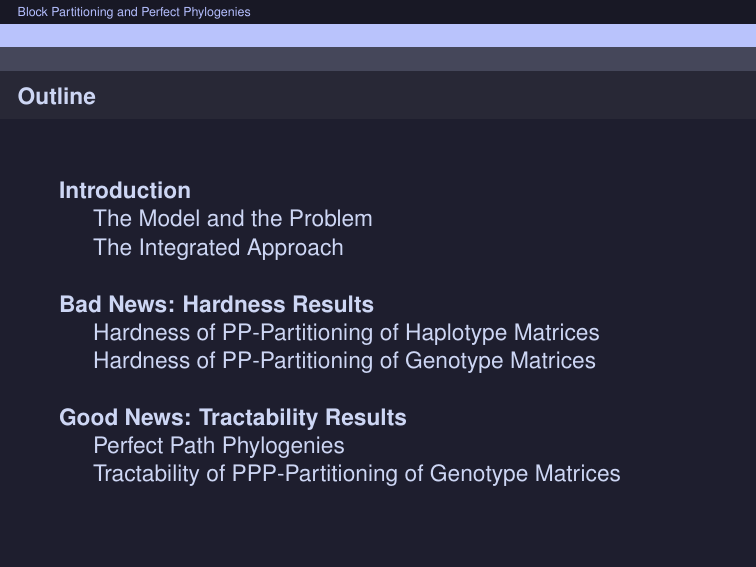 Block Partitioning and Perfect Phylogenies
Outline
Introduction
The Model and the Problem
The Integrated Approach
Bad News: Hardness Results
Hardness of PP-Partitioning of Haplotype Matrices
Hardness of PP-Partitioning of Genotype Matrices
Good News: Tractability Results
Perfect Path Phylogenies
Tractability of PPP-Partitioning of Genotype Matrices